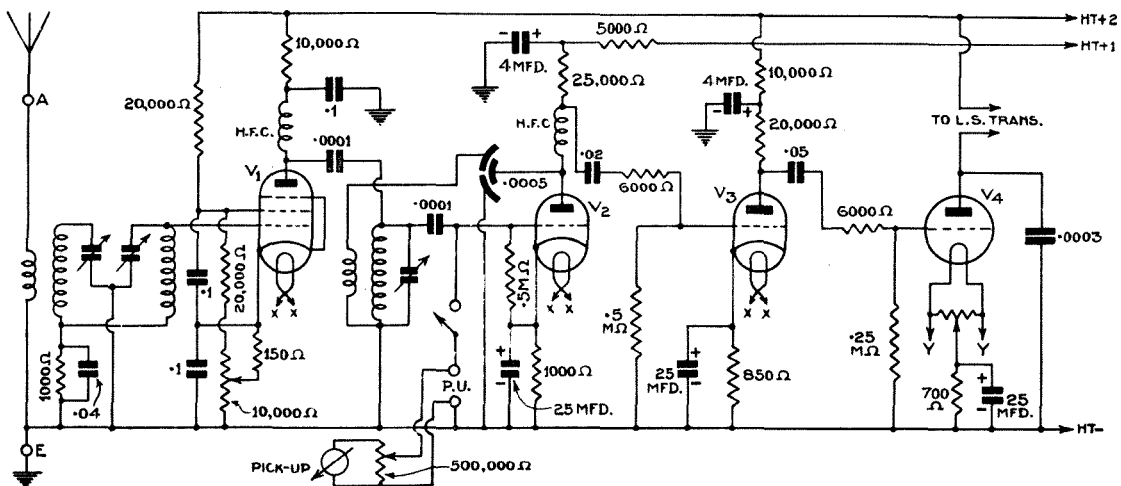 HT+2
5000Ω
HT+1
10,000Ω
- +
4 MFD.
25,000Ω
4 MFD.
- +
10,000Ω
20,000Ω
.1
H.F.C.
H.F.C
20,000Ω
TO L.S. TRANS.
A
.0001
.02
.05
V1
.0005
6000Ω
V2
V3
V4
.0001
6000Ω
.0003
.1
20,000Ω
x x
.5MΩ
x x
.5
MΩ
x x
.25
MΩ
Y Y
1000Ω
.04
.1
150Ω
10,000Ω
P.U.
+
-
1000Ω
25 MFD.
+
25
MFD.
-
850Ω
700
Ω
+
-
25
MFD.
HT-
E
PICK-UP
500,000Ω